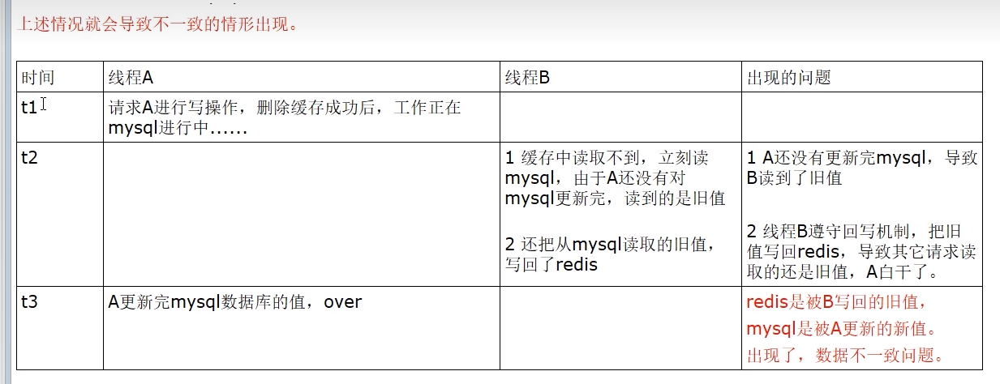 上述情况就会导致不一致的情形出现。
时间
线程A
线程B
出现的问题
t1
请求A进行写操作，删除缓存成功后，工作正在
mysql进行中......
t2
1 缓存中读取不到，立刻读
mysql，由于A还没有对
mysql更新完，读到的是旧值
2 还把从mysql读取的旧值，
写回了redis
1 A还没有更新完mysql，导致
B读到了旧值
2 线程B遵守回写机制，把旧
值写回redis，导致其它请求读
取的还是旧值，A白干了。
t3
A更新完mysql数据库的值，over
redis是被B写回的旧值，
mysql是被A更新的新值。
出现了，数据不一致问题。